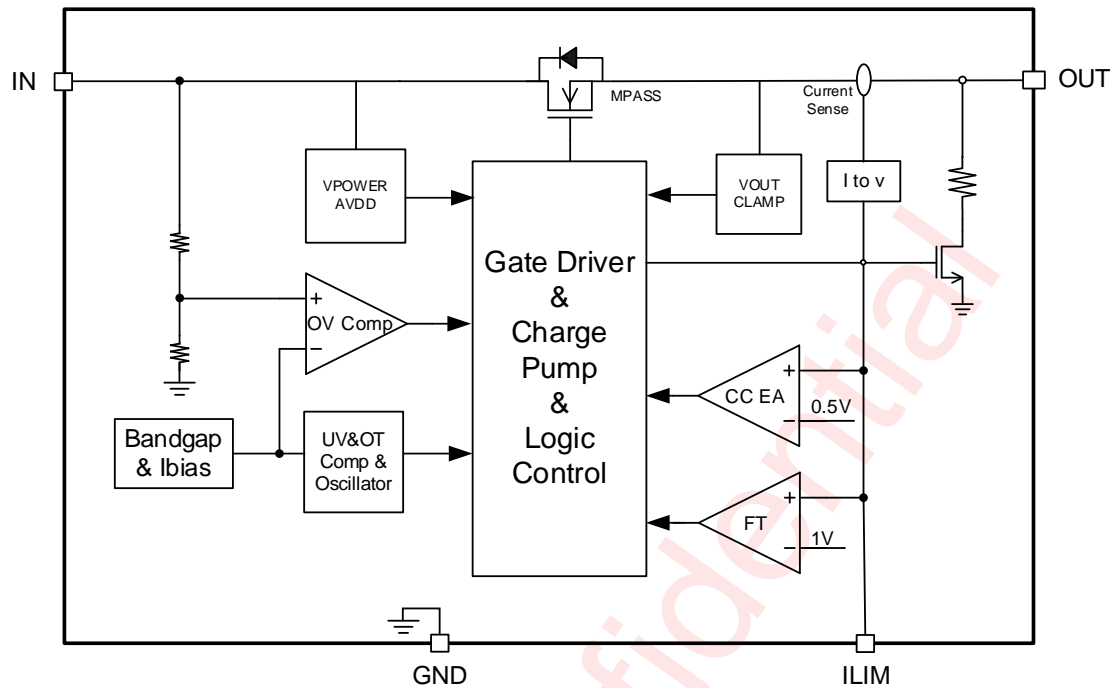 IN
OUT
MPASS
Current
Sense
VPOWER
AVDD
VOUT
CLAMP
I to v
Gate Driver
&
Charge
Pump
&
Logic
Control
+
OV Comp
−
+
CC EA
−
0.5V
Bandgap
& Ibias
UV&OT
Comp &
Oscillator
+
FT
−
1V
GND
ILIM
fidential